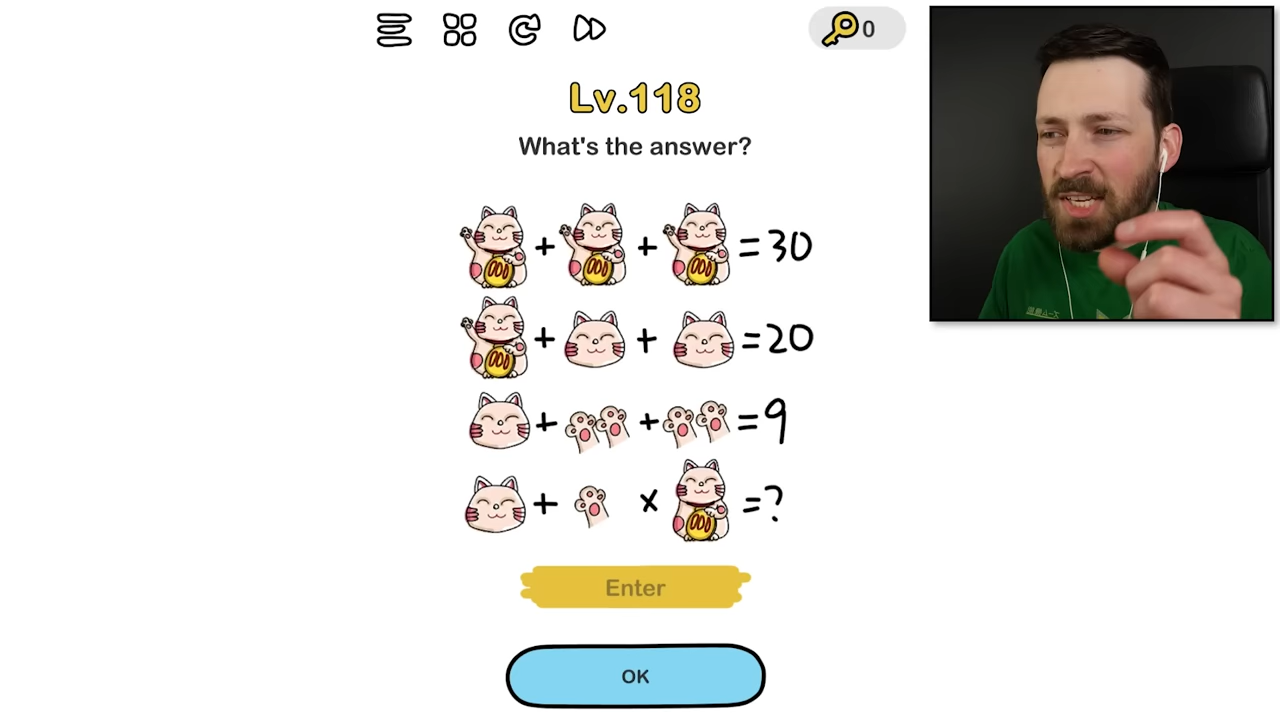 0
Lv.118
What's the answer?
+ + = 30
+ + = 20
+ + = 9
+ x = ?
Enter
OK